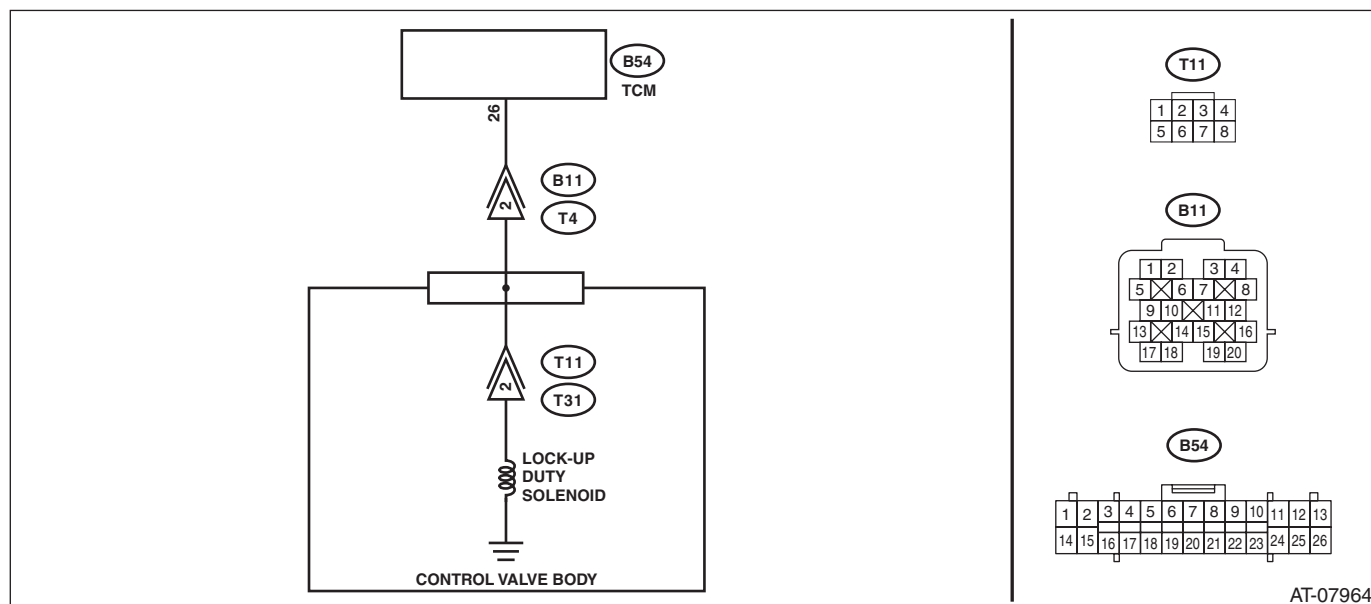 B54
TCM
26
B11
2
T4
T11
2
T31
LOCK-UP
DUTY
SOLENOID
CONTROL VALVE BODY
T11
1 2 3 4
5 6 7 8
B11
1 2 3 4
5 6 7 8
9 10 11 12
13 14 15 16
17 18 19 20
B54
1 2 3 4 5 6 7 8 9 10 11 12 13
14 15 16 17 18 19 20 21 22 23 24 25 26
AT-07964